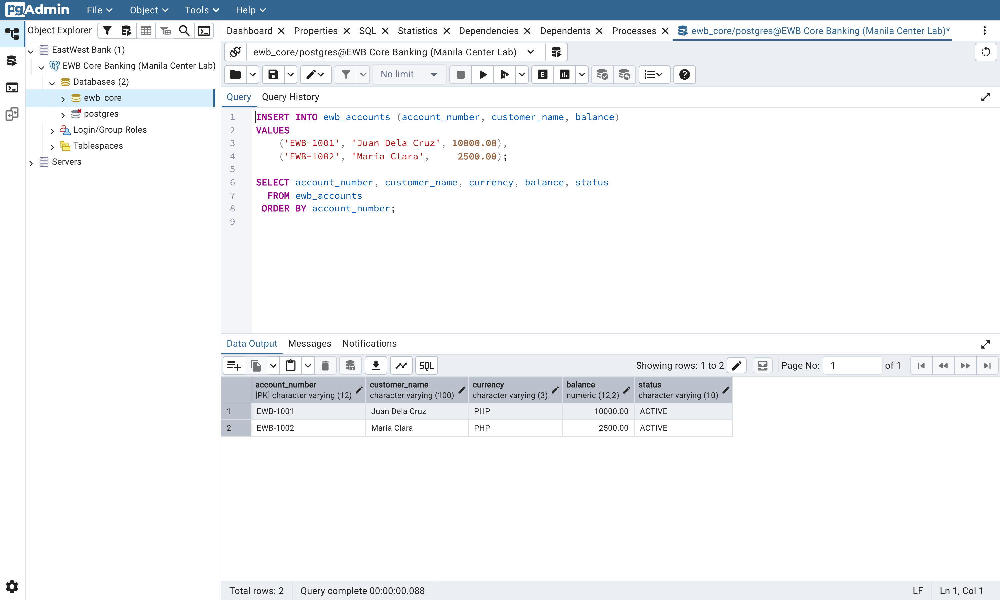 pgAdmin File Object Tools Help
Object Explorer
EastWest Bank (1)
EWB Core Banking (Manila Center Lab)
Databases (2)
ewb_core
postgres
Login/Group Roles
Tablespaces
Servers
Dashboard Properties SQL Statistics Dependencies Dependents Processes ewb_core/postgres@EWB Core Banking (Manila Center Lab)*
ewb_core/postgres@EWB Core Banking (Manila Center Lab)
No limit E
Query Query History
1 INSERT INTO ewb_accounts (account_number, customer_name, balance)
2 VALUES
3 ('EWB-1001', 'Juan Dela Cruz', 10000.00),
4 ('EWB-1002', 'Maria Clara', 2500.00);
5
6 SELECT account_number, customer_name, currency, balance, status
7 FROM ewb_accounts
8 ORDER BY account_number;
9
Data Output Messages Notifications
SQL Showing rows: 1 to 2 Page No: 1 of 1
account_number customer_name currency balance status
[PK] character varying (12) character varying (100) character varying (3) numeric (12,2) character varying (10)
1 EWB-1001 Juan Dela Cruz PHP 10000.00 ACTIVE
2 EWB-1002 Maria Clara PHP 2500.00 ACTIVE
Total rows: 2 Query complete 00:00:00.088 LF Ln 1, Col 1